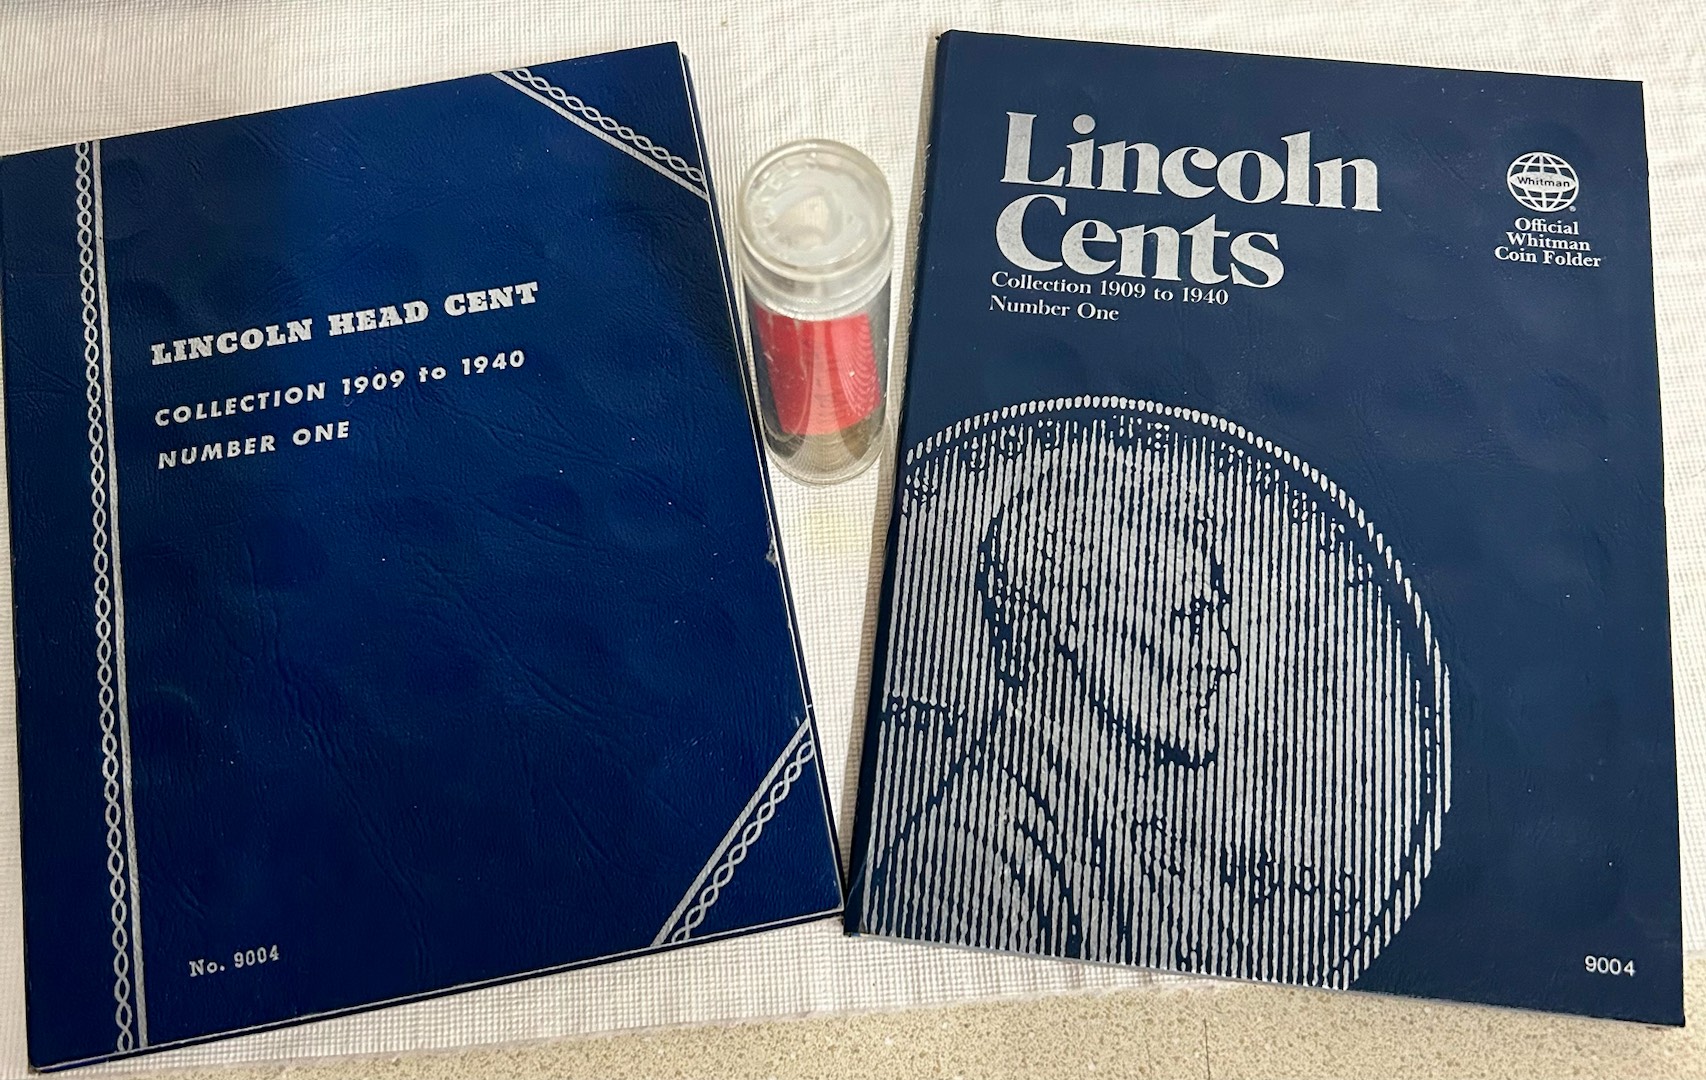 LINCOLN HEAD CENT
COLLECTION 1909 to 1940
NUMBER ONE
No. 9004
Lincoln
Cents
Collection 1909 to 1940
Number One
Whitman
®
Official
Whitman
Coin Folder
9004